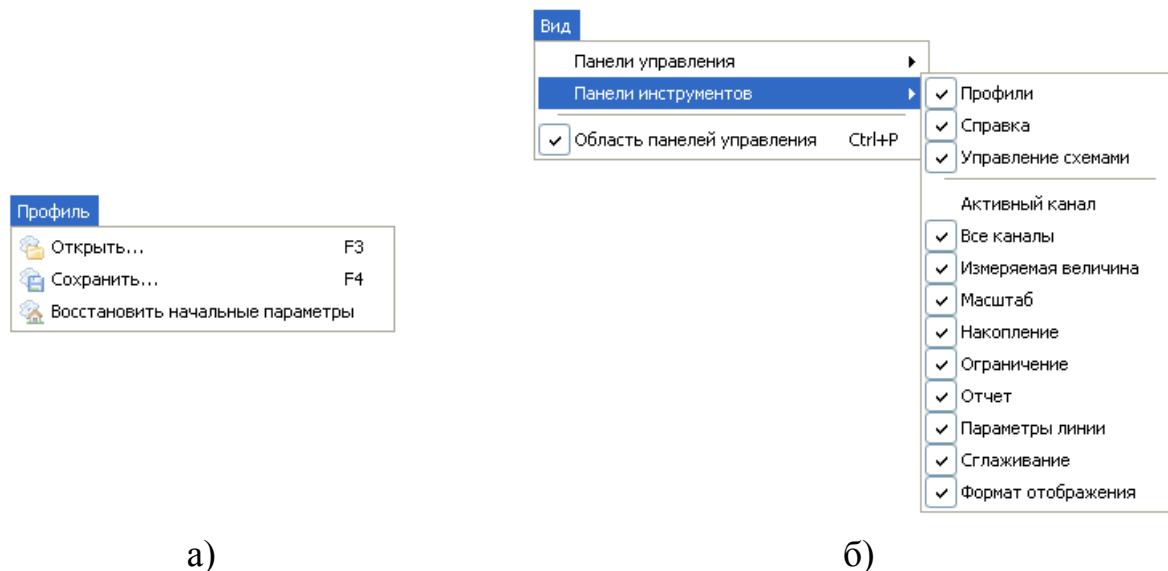 Вид
Панели управления
Панели инструментов
Область панелей управления Ctrl+P
Профили
Справка
Управление схемами
Активный канал
Все каналы
Измеряемая величина
Масштаб
Накопление
Ограничение
Отчет
Параметры линии
Сглаживание
Формат отображения
Профиль
Открыть... F3
Сохранить... F4
Восстановить начальные параметры
а)
б)